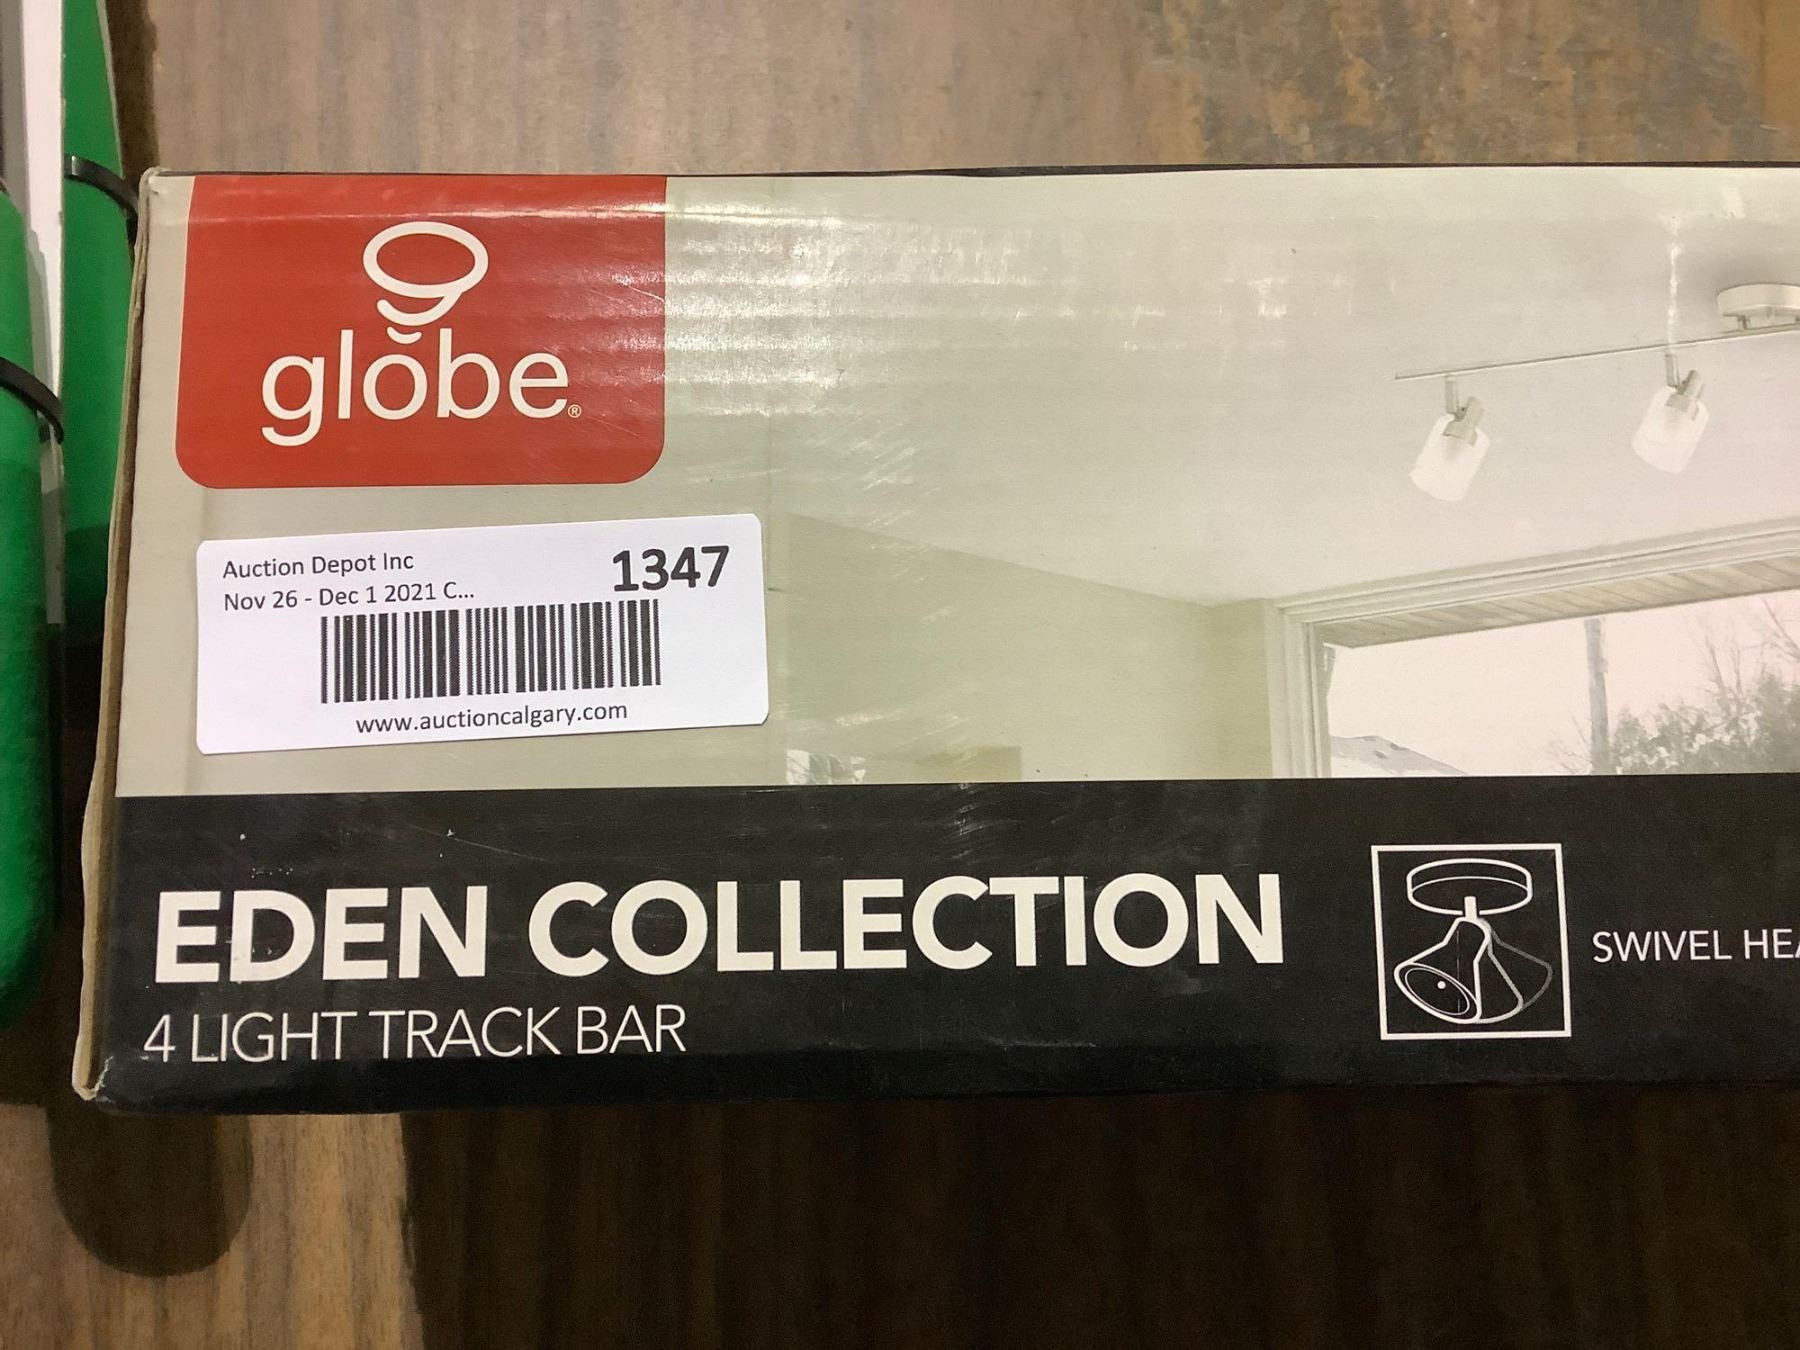 globe®
Auction Depot Inc
1347
Nov 26 - Dec 1 2021 C...
www.auctioncalgary.com
EDEN COLLECTION
4 LIGHT TRACK BAR
SWIVEL